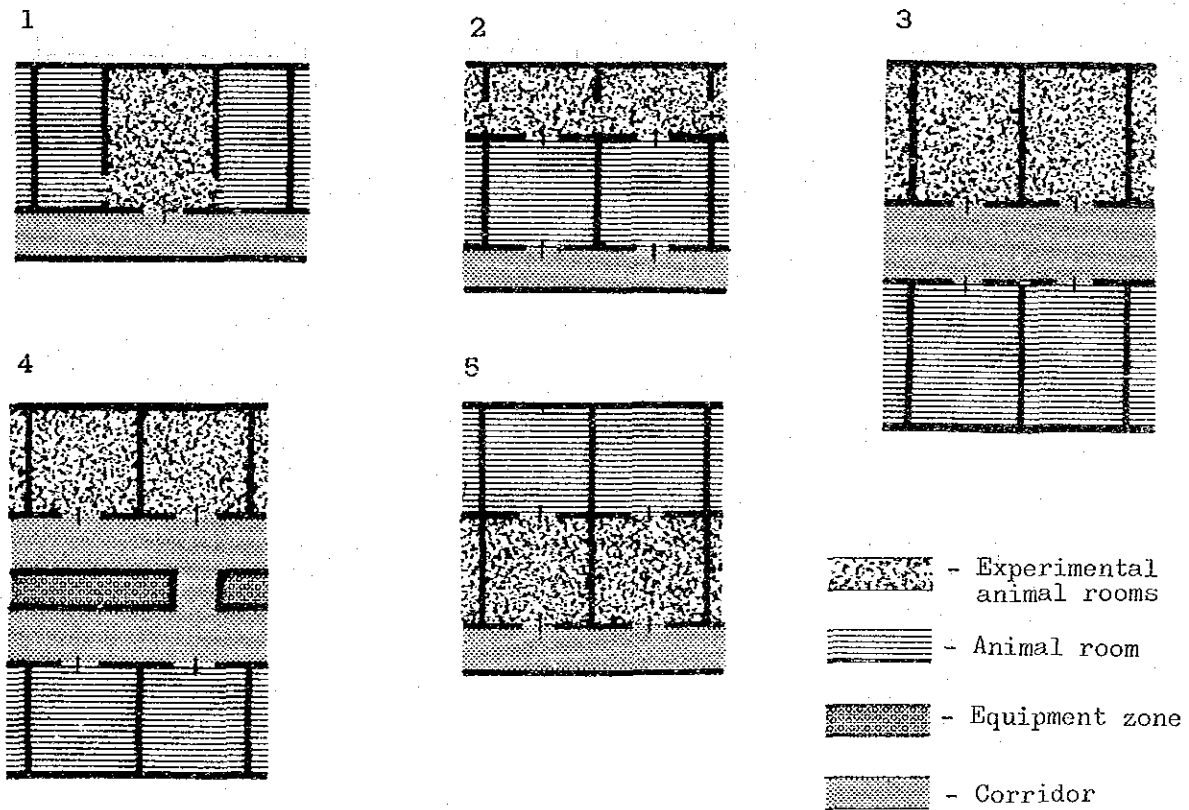 1
2
3
4
5
- Experimental
animal rooms
- Animal room
- Equipment zone
- Corridor